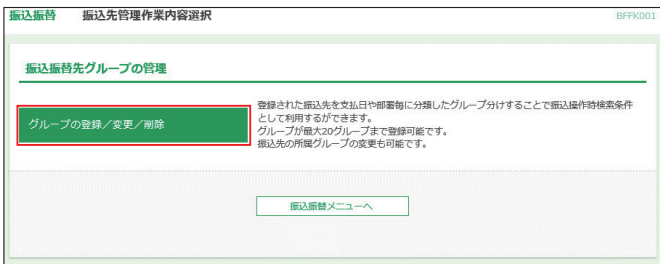 振込振替 振込先管理作業内容選択 BFFK001
振込振替先グループの管理
グループの登録／変更／削除
登録された振込先を支払日や部署毎に分類したグループ分けすることで振込操作時検索条件
として利用するができます。
グループが最大20グループまで登録可能です。
振込先の所属グループの変更も可能です。
振込振替メニューへ